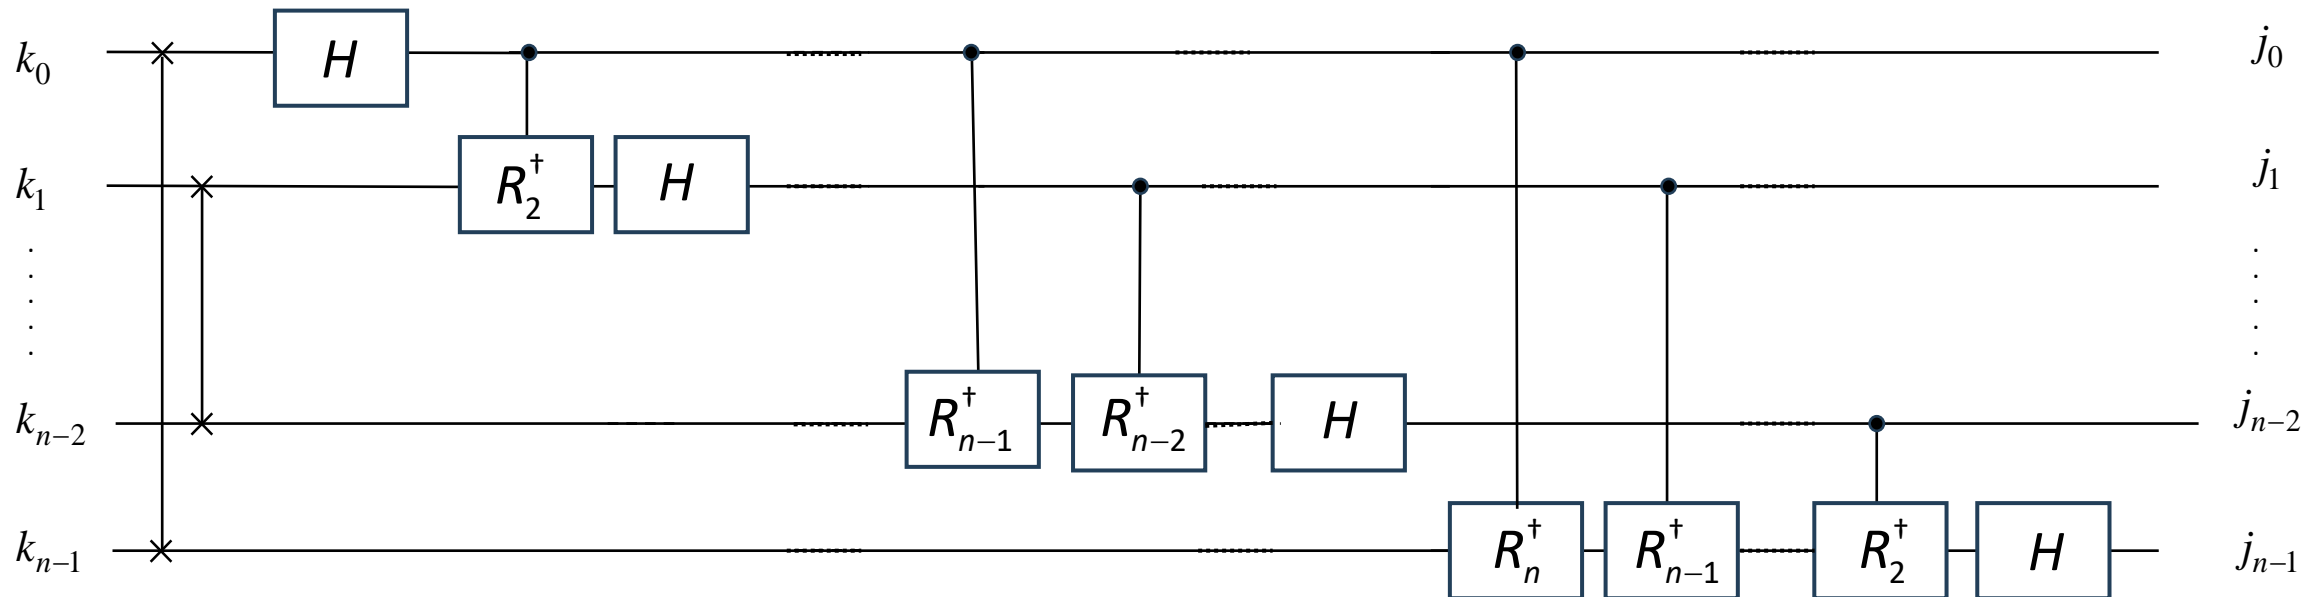 k₀ H j₀
k₁ R₂† H j₁
kₙ₋₂ Rₙ₋₁† Rₙ₋₂† H jₙ₋₂
kₙ₋₁ Rₙ† Rₙ₋₁† R₂† H jₙ₋₁